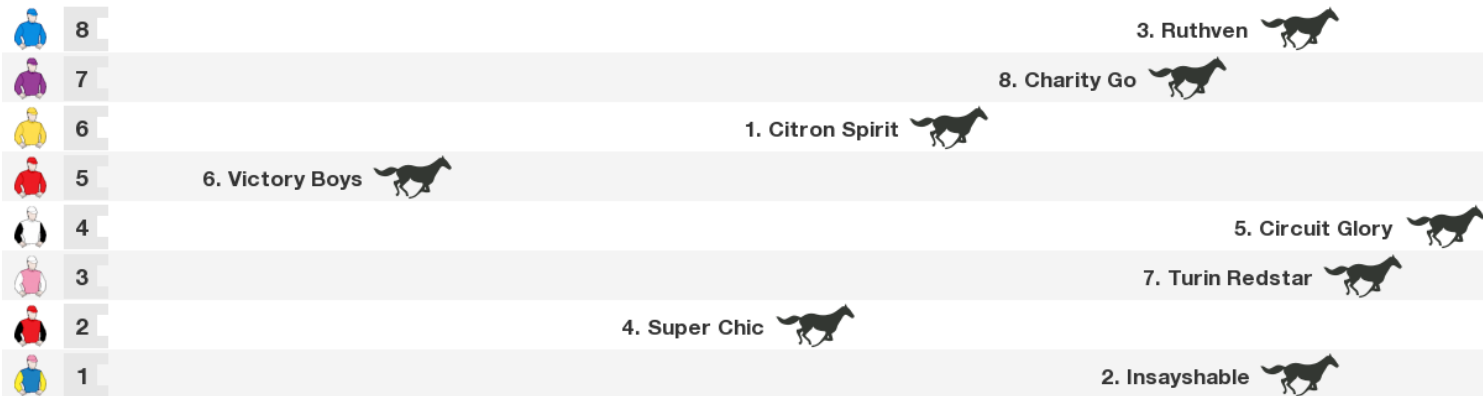 8 3. Ruthven
7 8. Charity Go
6 1. Citron Spirit
5 6. Victory Boys
4 5. Circuit Glory
3 7. Turin Redstar
2 4. Super Chic
1 2. Insayshable